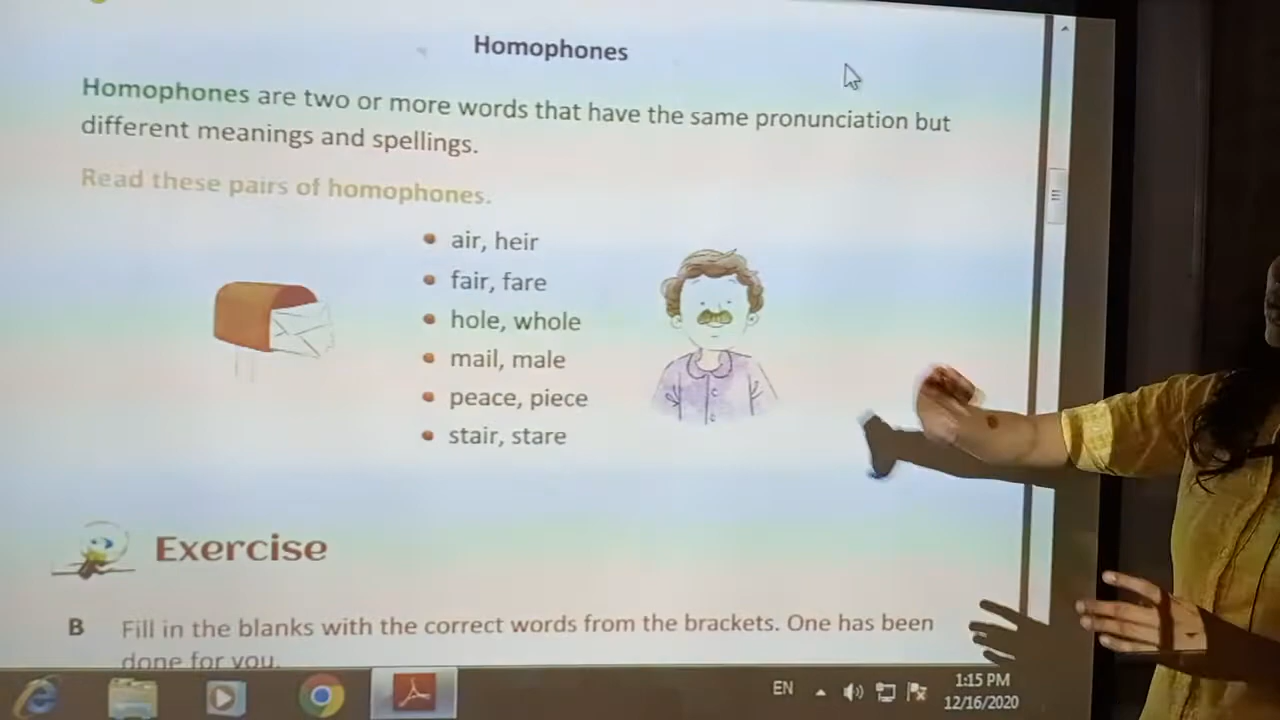 Homophones
Homophones are two or more words that have the same pronunciation but
different meanings and spellings.
Read these pairs of homophones.
air, heir
fair, fare
hole, whole
mail, male
peace, piece
stair, stare
Exercise
B Fill in the blanks with the correct words from the brackets. One has been
done for you.
EN
1:15 PM
12/16/2020